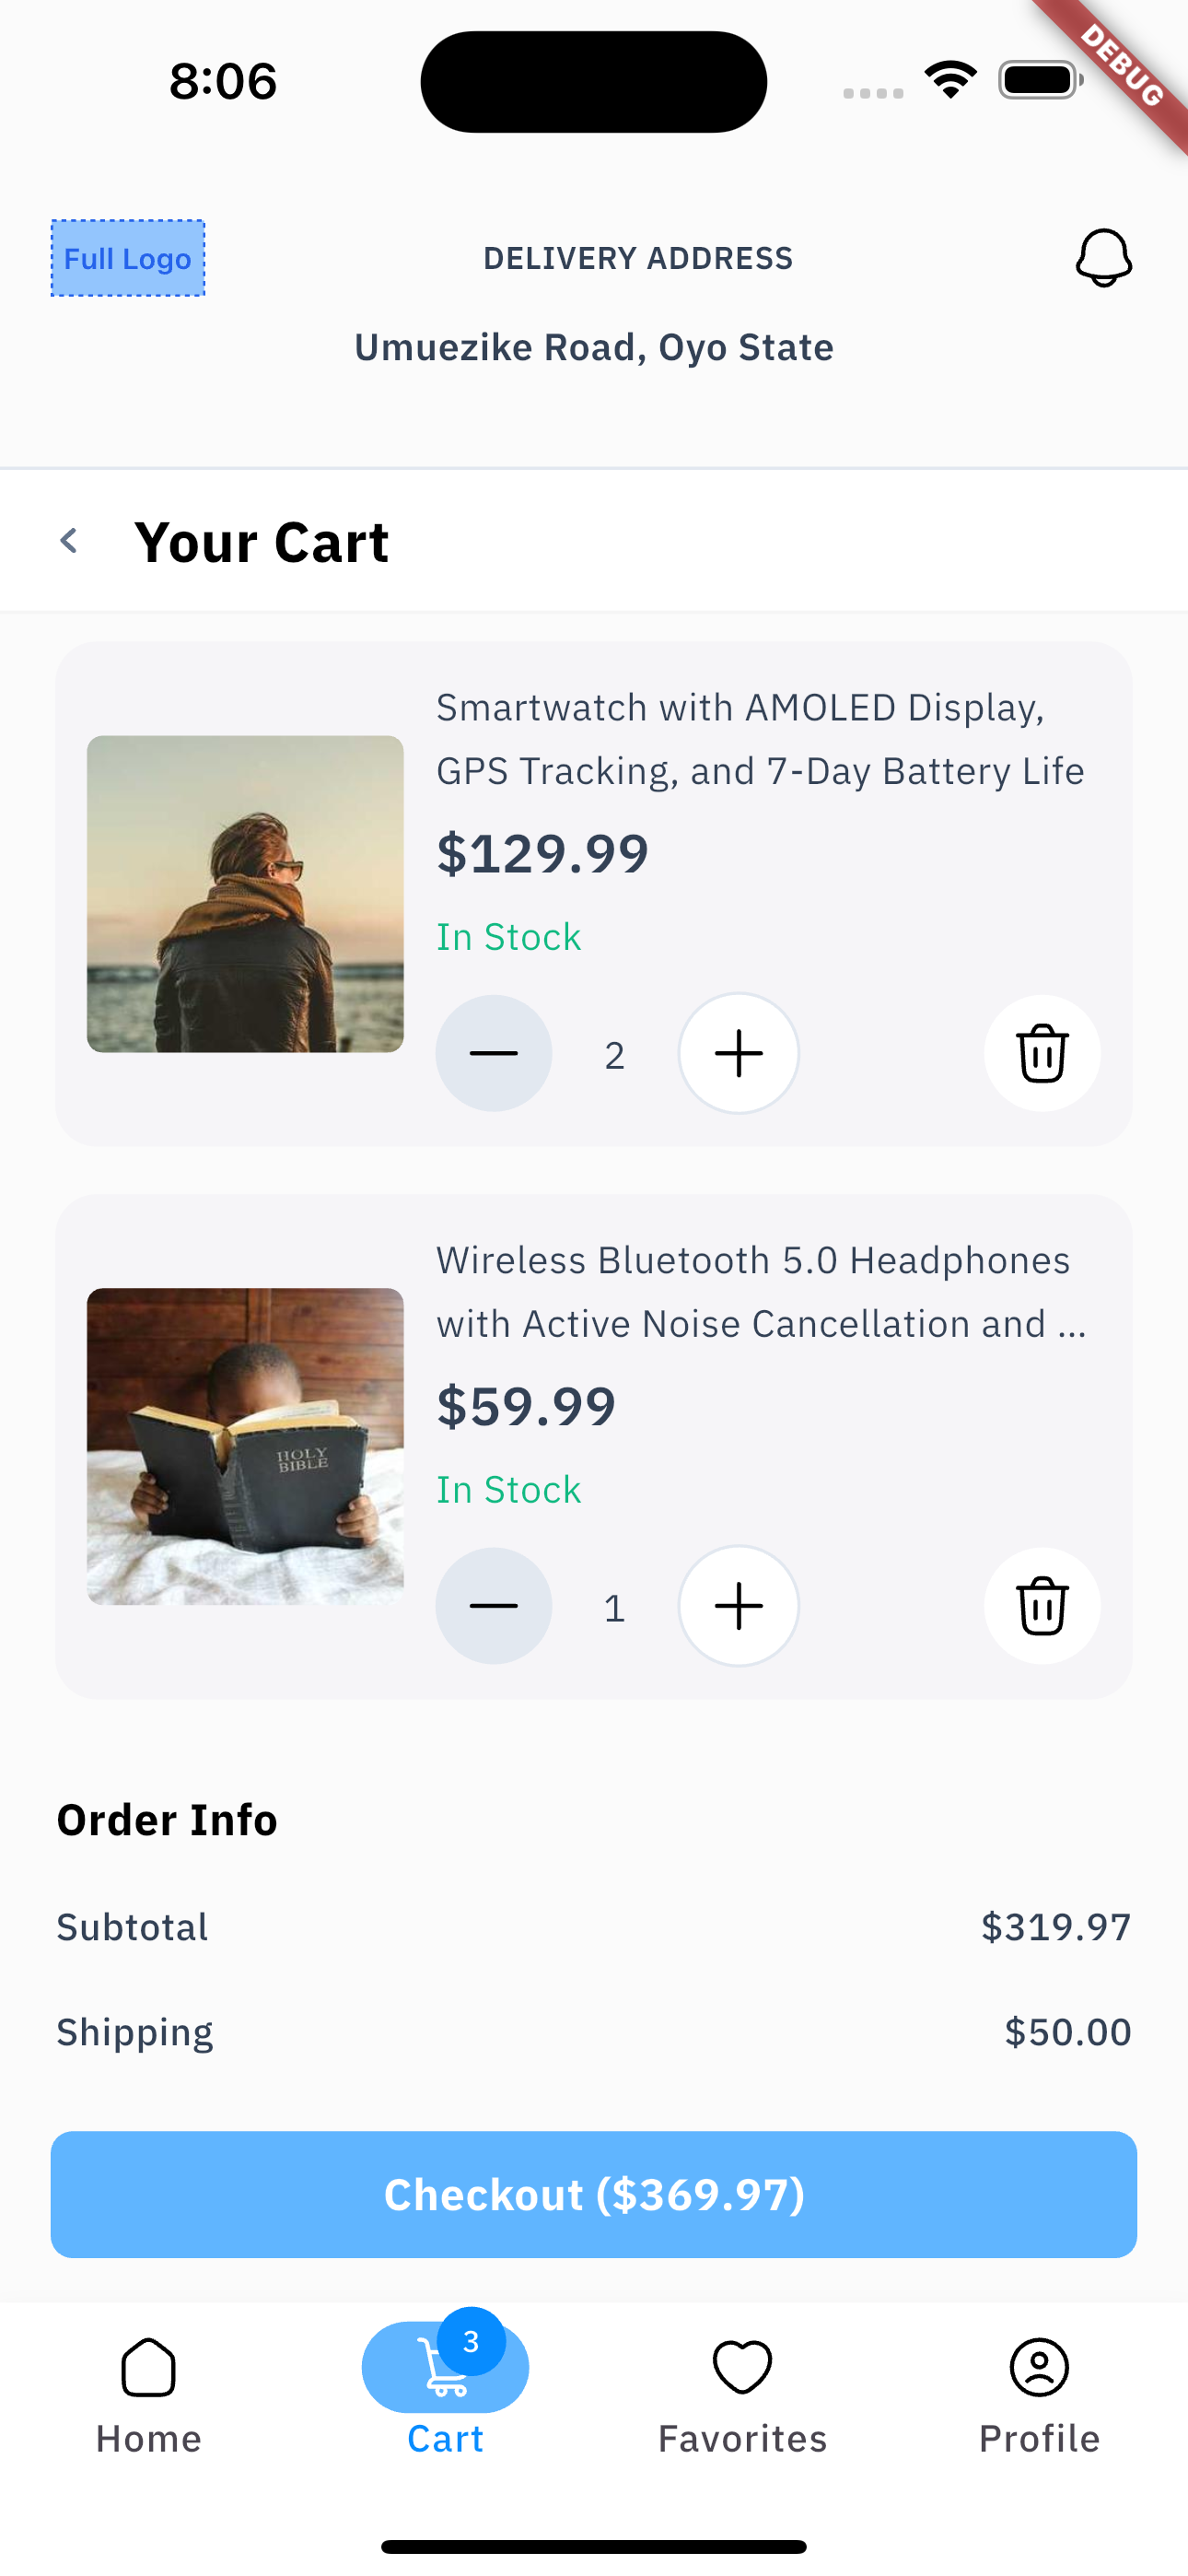 8:06
DEBUG
Full Logo
DELIVERY ADDRESS
Umuezike Road, Oyo State
Your Cart
Smartwatch with AMOLED Display,
GPS Tracking, and 7-Day Battery Life
$129.99
In Stock
2
Wireless Bluetooth 5.0 Headphones
with Active Noise Cancellation and ...
HOLY
BIBLE
$59.99
In Stock
1
Order Info
Subtotal $319.97
Shipping $50.00
Checkout ($369.97)
3
Home Cart Favorites Profile